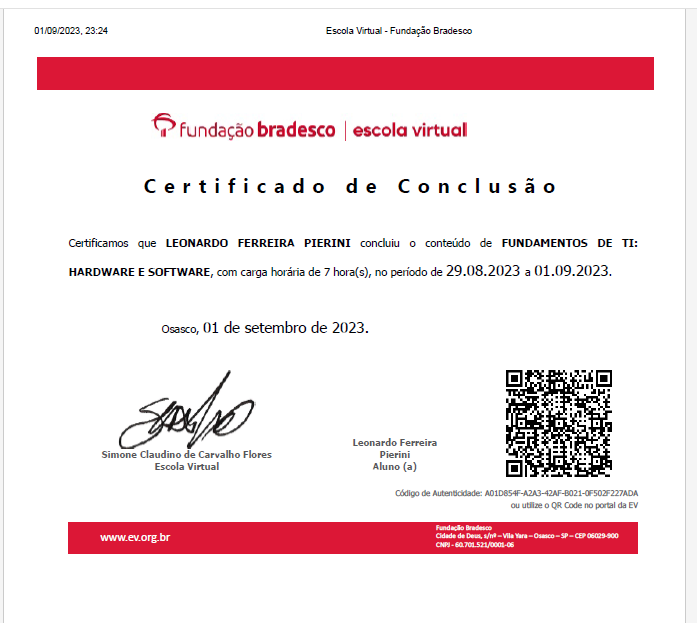 01/09/2023, 23:24 Escola Virtual - Fundação Bradesco
fundação bradesco | escola virtual
Certificado de Conclusão
Certificamos que LEONARDO FERREIRA PIERINI concluiu o conteúdo de FUNDAMENTOS DE TI:
HARDWARE E SOFTWARE, com carga horária de 7 hora(s), no período de 29.08.2023 a 01.09.2023.
Osasco, 01 de setembro de 2023.
Simone Claudino de Carvalho Flores
Escola Virtual
Leonardo Ferreira
Pierini
Aluno (a)
Código de Autenticidade: A01D854F-A2A3-42AF-B021-0F502F227ADA
ou utilize o QR Code no portal da EV
www.ev.org.br
Fundação Bradesco
Cidade de Deus, s/nº – Vila Yara – Osasco – SP – CEP 06029-900
CNPJ - 60.701.521/0001-06